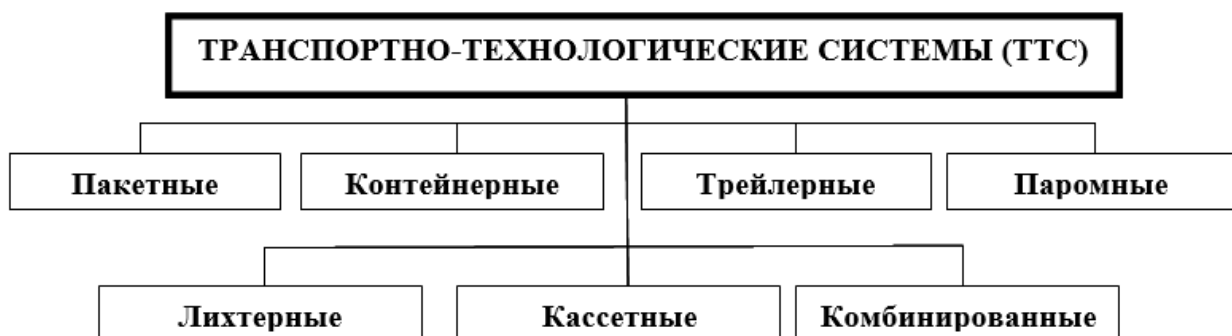 ТРАНСПОРТНО-ТЕХНОЛОГИЧЕСКИЕ СИСТЕМЫ (ТТС)
Пакетные
Контейнерные
Трейлерные
Паромные
Лихтерные
Кассетные
Комбинированные